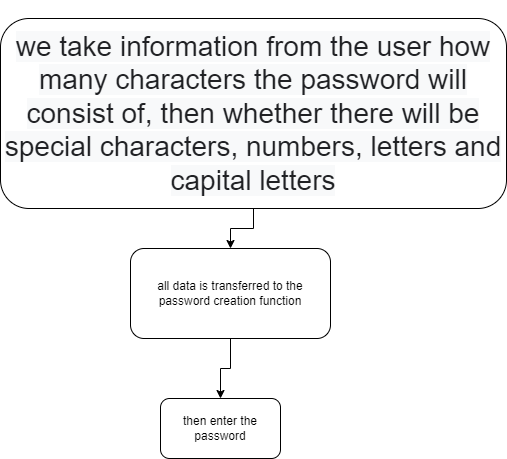 we take information from the user how
many characters the password will
consist of, then whether there will be
special characters, numbers, letters and
capital letters
all data is transferred to the
password creation function
then enter the
password